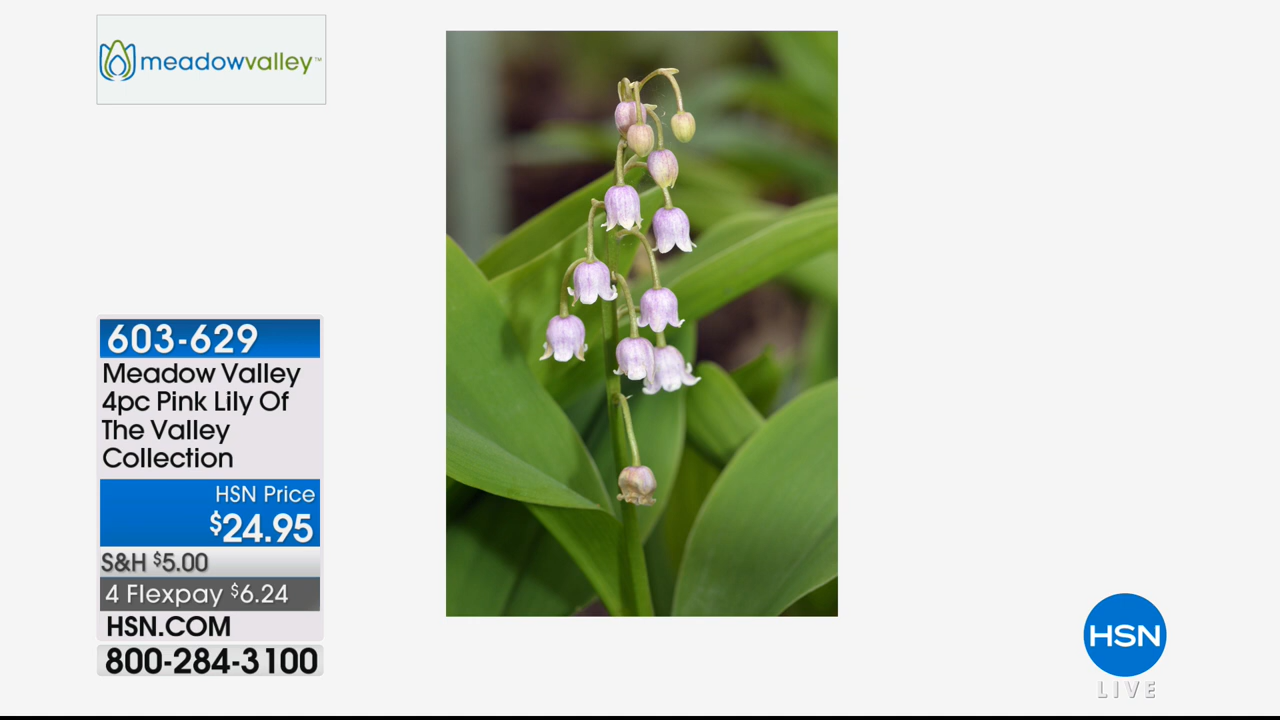 meadowvalley™
603-629
Meadow Valley
4pc Pink Lily Of
The Valley
Collection
HSN Price
$24.95
S&H $5.00
4 Flexpay $6.24
HSN.COM
800-284-3100
HSN
LIVE